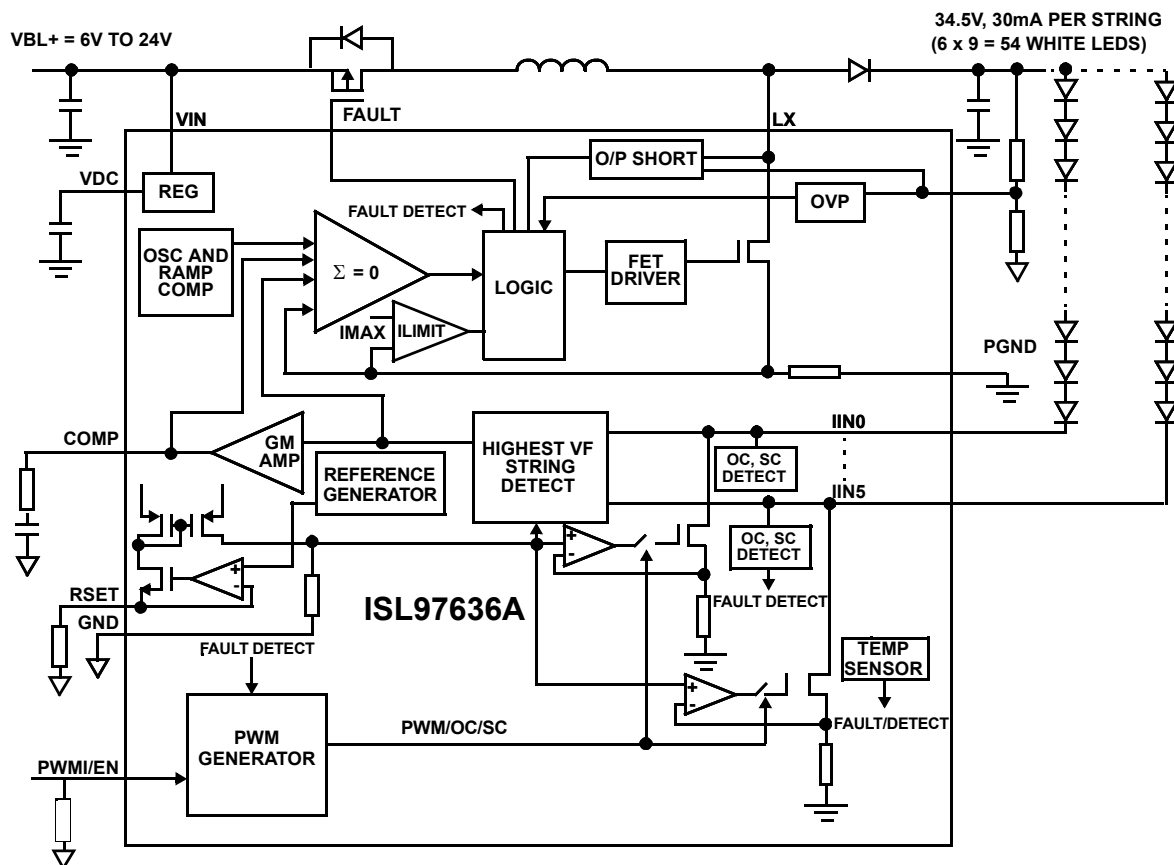 VBL+ = 6V TO 24V
34.5V, 30mA PER STRING
(6 x 9 = 54 WHITE LEDS)
VIN
FAULT
LX
O/P SHORT
VDC
REG
OVP
FAULT DETECT
OSC AND
RAMP
COMP
Σ = 0
LOGIC
FET
DRIVER
IMAX
ILIMIT
PGND
COMP
GM
AMP
HIGHEST VF
STRING
DETECT
IIN0
OC, SC
DETECT
REFERENCE
GENERATOR
IIN5
+
-
OC, SC
DETECT
+
-
RSET
FAULT DETECT
GND
ISL97636A
FAULT DETECT
TEMP
SENSOR
+
-
FAULT/DETECT
PWM
GENERATOR
PWM/OC/SC
PWMI/EN